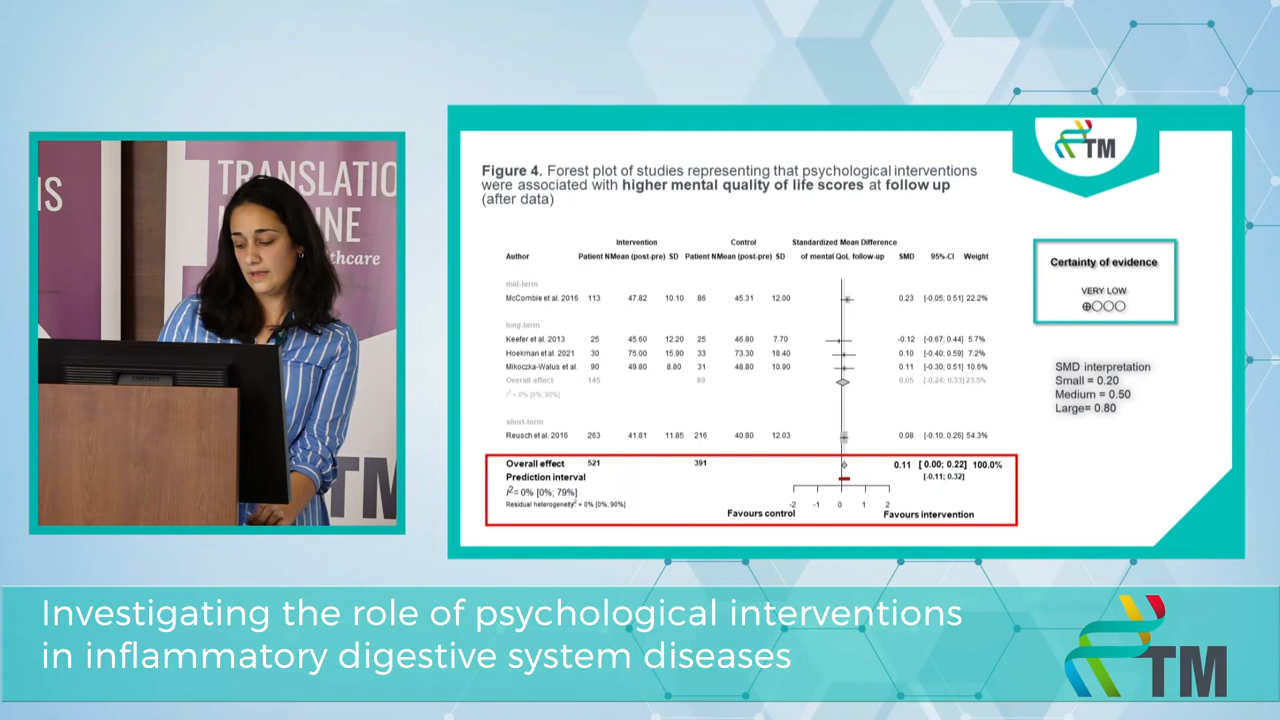 IS
TRANSLATIO
INE
lthcare
TM
TM
Figure 4. Forest plot of studies representing that psychological interventions
were associated with higher mental quality of life scores at follow up
(after data)
Intervention Control Standardized Mean Difference
Author Patient N Mean (post-pre) SD Patient N Mean (post-pre) SD of mental QoL follow-up SMD 95%-CI Weight
mid-term
McCombie et al. 2016 113 47.82 10.10 86 45.31 12.00 0.23 [-0.05; 0.51] 22.2%
long-term
Keefer et al. 2013 25 45.60 12.20 25 46.80 7.70 -0.12 [-0.67; 0.44] 5.7%
Hoekman et al. 2021 30 75.00 15.90 33 73.30 18.40 0.10 [-0.40; 0.59] 7.2%
Mikoczka-Walus et al. 90 49.80 8.80 31 48.80 10.90 0.11 [-0.30; 0.51] 10.6%
Overall effect 145 89 0.05 [-0.24; 0.33] 23.5%
I² = 0% [0%; 90%]
short-term
Reusch et al. 2016 263 41.81 11.85 216 40.80 12.03 0.08 [-0.10; 0.26] 54.3%
Overall effect 521 391 0.11 [ 0.00; 0.22] 100.0%
Prediction interval [-0.11; 0.32]
I²= 0% [0%; 79%]
Residual heterogeneity² = 0% [0%; 90%]
-2 -1 0 1 2
Favours control Favours intervention
Certainty of evidence
VERY LOW
⊕◯◯◯
SMD interpretation
Small = 0.20
Medium = 0.50
Large= 0.80
Investigating the role of psychological interventions
in inflammatory digestive system diseases
TM